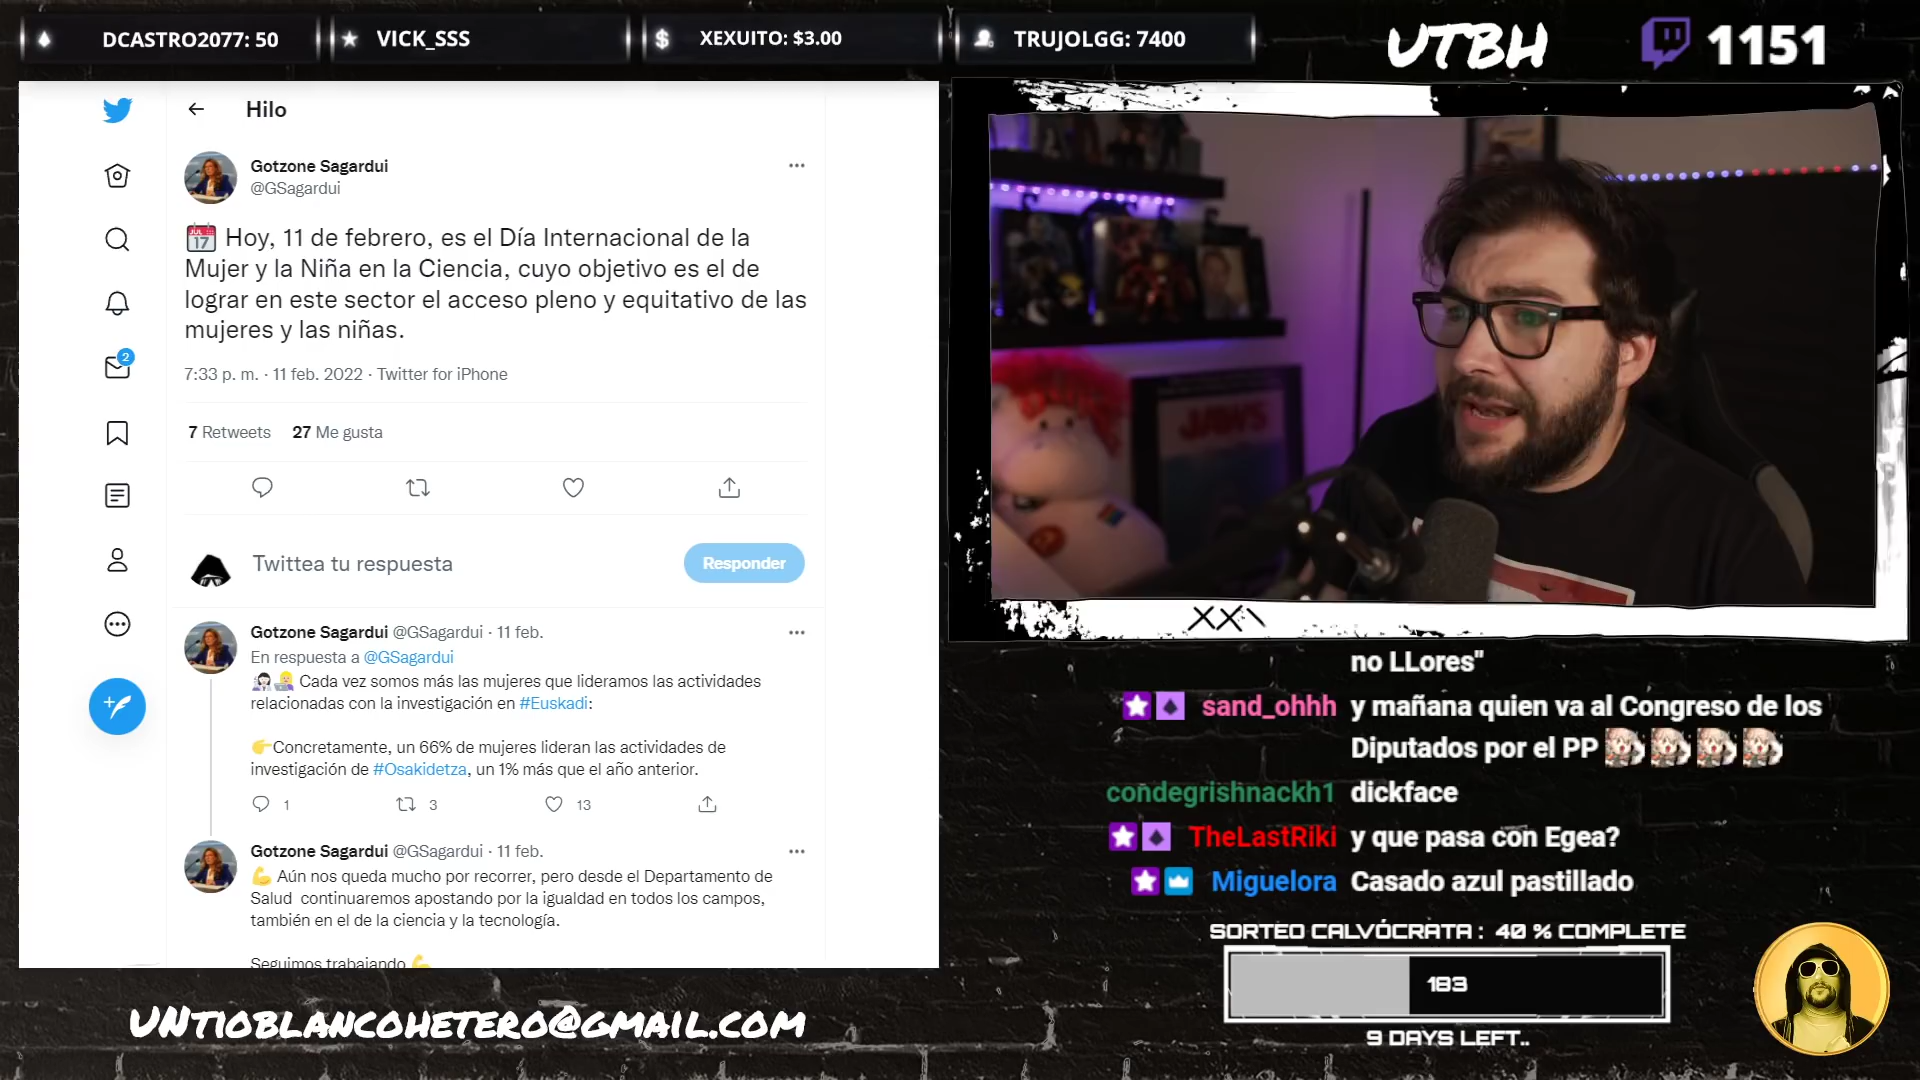 DCASTRO2077: 50
VICK_SSS
XEXUITO: $3.00
TRUJOLGG: 7400
UTBH
1151
Hilo
Gotzone Sagardui
@GSagardui
JUL 17 Hoy, 11 de febrero, es el Día Internacional de la
Mujer y la Niña en la Ciencia, cuyo objetivo es el de
lograr en este sector el acceso pleno y equitativo de las
mujeres y las niñas.
7:33 p. m. · 11 feb. 2022 · Twitter for iPhone
7 Retweets 27 Me gusta
Twittea tu respuesta
Responder
2
Gotzone Sagardui @GSagardui · 11 feb.
En respuesta a @GSagardui
Cada vez somos más las mujeres que lideramos las actividades
relacionadas con la investigación en #Euskadi:
👉Concretamente, un 66% de mujeres lideran las actividades de
investigación de #Osakidetza, un 1% más que el año anterior.
1 3 13
Gotzone Sagardui @GSagardui · 11 feb.
💪 Aún nos queda mucho por recorrer, pero desde el Departamento de
Salud continuaremos apostando por la igualdad en todos los campos,
también en el de la ciencia y la tecnología.
Seguimos trabajando 💪
UNTIOBLANCOHETERO@GMAIL.COM
JAWS
XX\
no LLores"
sand_ohhh y mañana quien va al Congreso de los
Diputados por el PP
condegrishnackh1 dickface
TheLastRiki y que pasa con Egea?
Miguelora Casado azul pastillado
SORTEO CALVÓCRATA : 40 % COMPLETE
183
9 DAYS LEFT..